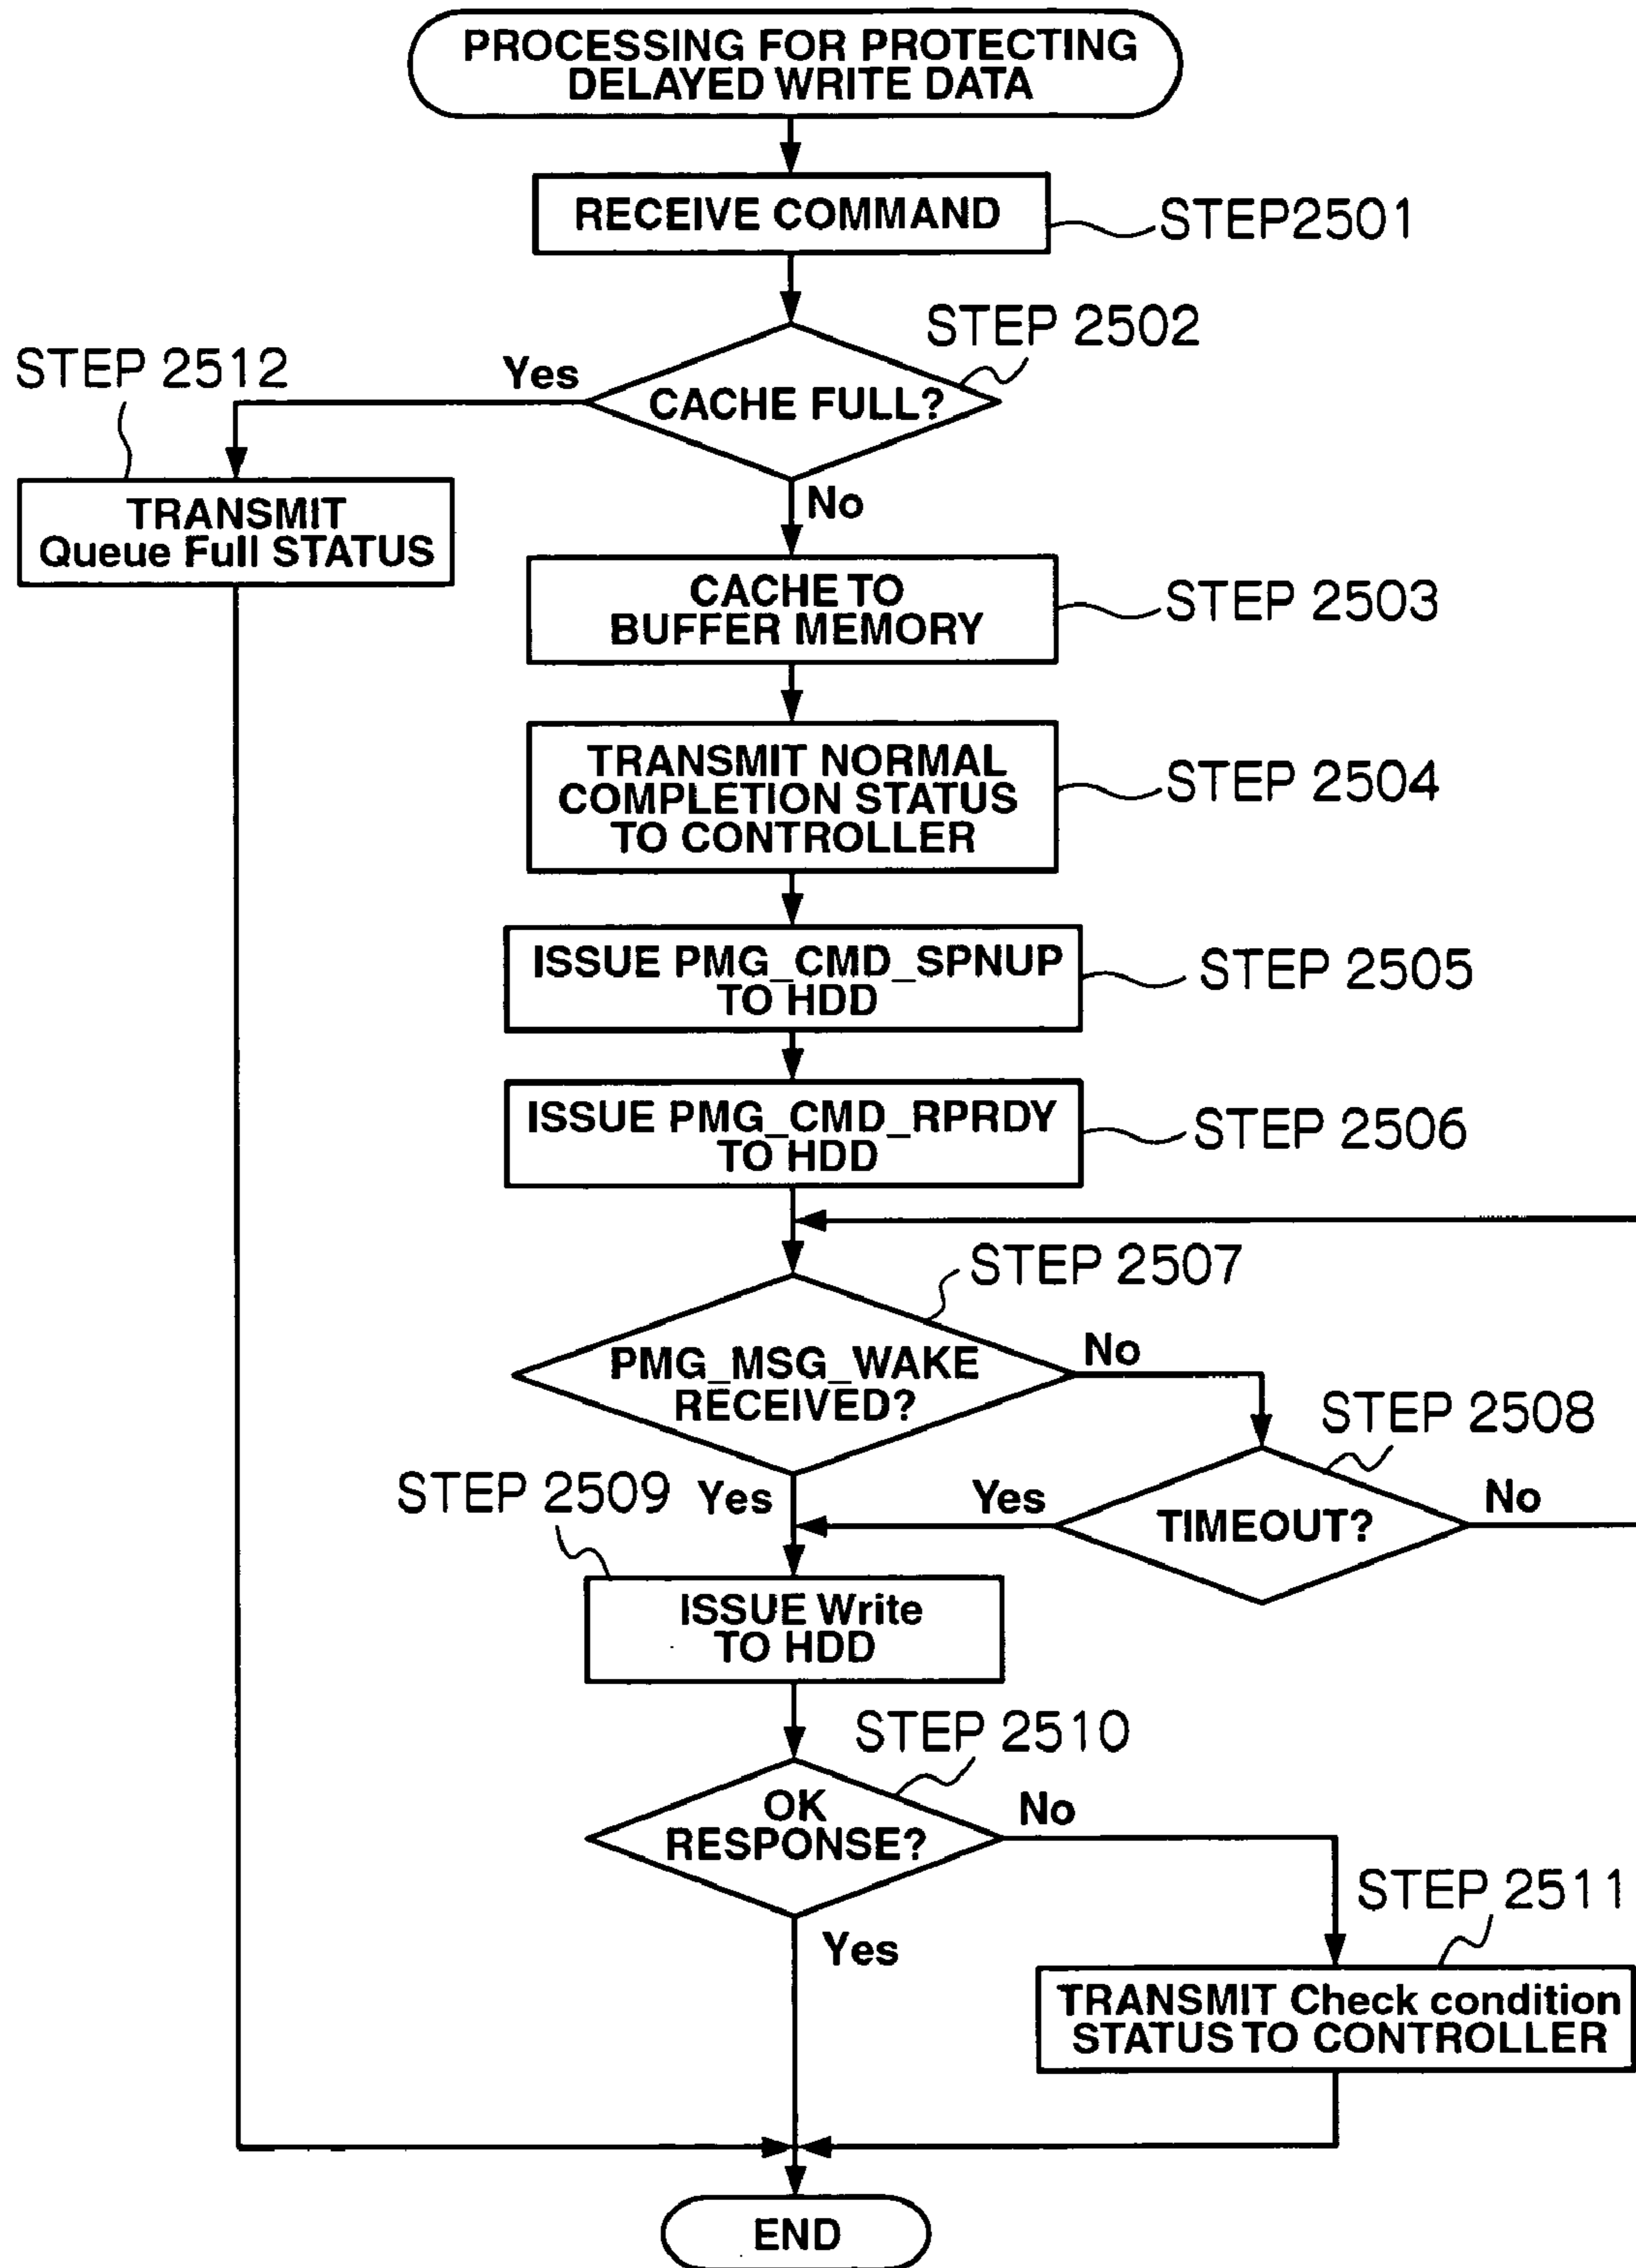 PROCESSING FOR PROTECTING
DELAYED WRITE DATA
RECEIVE COMMAND
STEP2501
STEP 2502
CACHE FULL?
Yes
STEP 2512
TRANSMIT
Queue Full STATUS
No
CACHE TO
BUFFER MEMORY
STEP 2503
TRANSMIT NORMAL
COMPLETION STATUS
TO CONTROLLER
STEP 2504
ISSUE PMG_CMD_SPNUP
TO HDD
STEP 2505
ISSUE PMG_CMD_RPRDY
TO HDD
STEP 2506
STEP 2507
PMG_MSG_WAKE
RECEIVED?
No
STEP 2508
TIMEOUT?
Yes
No
STEP 2509
Yes
ISSUE Write
TO HDD
STEP 2510
OK
RESPONSE?
No
STEP 2511
Yes
TRANSMIT Check condition
STATUS TO CONTROLLER
END